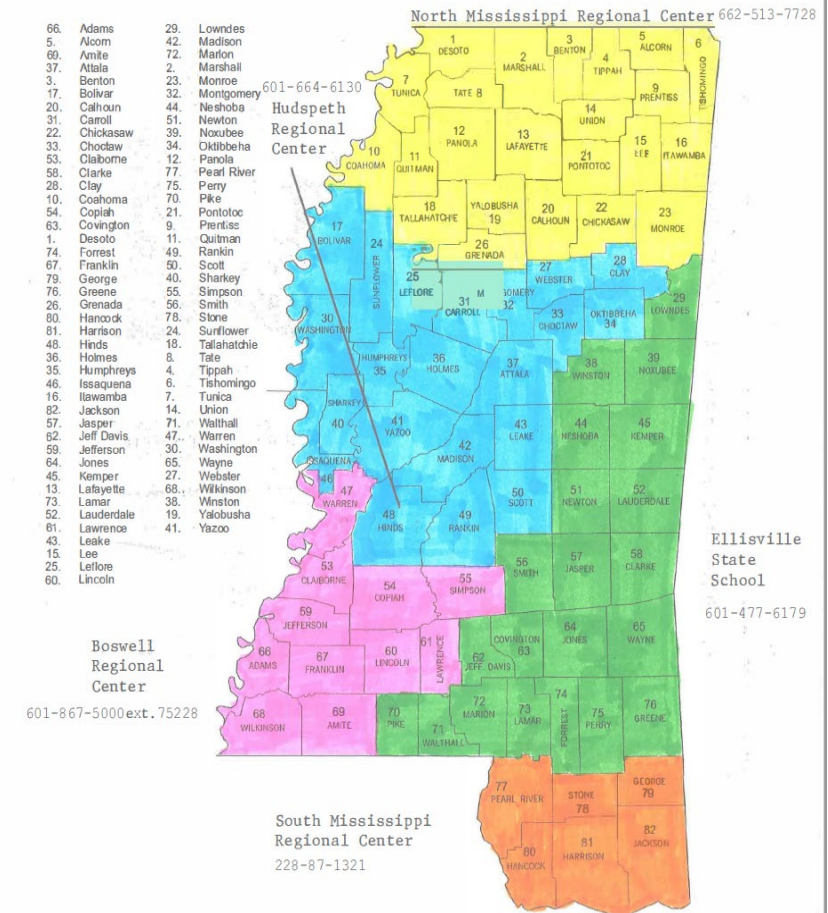 North Mississippi Regional Center 662-513-7728
66. Adams
5. Alcorn
69. Amite
37. Attala
3. Benton
17. Bolivar
20. Calhoun
31. Carroll
22. Chickasaw
33. Choctaw
53. Claiborne
58. Clarke
28. Clay
10. Coahoma
54. Copiah
63. Covington
1. Desoto
74. Forrest
67. Franklin
79. George
76. Greene
26. Grenada
80. Hancock
81. Harrison
48. Hinds
36. Holmes
35. Humphreys
46. Issaquena
16. Itawamba
82. Jackson
57. Jasper
62. Jeff Davis
59. Jefferson
64. Jones
45. Kemper
13. Lafayette
73. Lamar
52. Lauderdale
61. Lawrence
43. Leake
15. Lee
25. Leflore
60. Lincoln
29. Lowndes
42. Madison
72. Marion
2. Marshall
23. Monroe
32. Montgomery
44. Neshoba
51. Newton
39. Noxubee
34. Oktibbeha
12. Panola
77. Pearl River
75. Perry
70. Pike
21. Pontotoc
9. Prentiss
11. Quitman
49. Rankin
50. Scott
40. Sharkey
55. Simpson
56. Smith
78. Stone
24. Sunflower
18. Tallahatchie
8. Tate
4. Tippah
6. Tishomingo
7. Tunica
14. Union
71. Walthall
47. Warren
30. Washington
65. Wayne
27. Webster
68. Wilkinson
38. Winston
19. Yalobusha
41. Yazoo
601-664-6130
Hudspeth
Regional
Center
1
DESOTO
2
MARSHALL
3
BENTON
4
TIPPAH
5
ALCORN
6
TISHOMINGO
7
TUNICA
TATE 8
9
PRENTISS
10
COAHOMA
11
QUITMAN
12
PANOLA
13
LAFAYETTE
14
UNION
15
LEE
16
ITAWAMBA
21
PONTOTOC
18
TALLAHATCHIE
YALOBUSHA
19
20
CALHOUN
22
CHICKASAW
23
MONROE
26
GRENADA
17
BOLIVAR
24
SUNFLOWER
25
LEFLORE
31
CARROLL
M
GOMERY
32
27
WEBSTER
28
CLAY
33
CHOCTAW
OKTIBBEHA
34
29
LOWNDES
30
WASHINGTON
HUMPHREYS
35
36
HOLMES
37
ATTALA
38
WINSTON
39
NOXUBEE
SHARKEY
40
41
YAZOO
42
MADISON
43
LEAKE
44
NESHOBA
45
KEMPER
ISSAQUENA
46
47
WARREN
48
HINDS
49
RANKIN
50
SCOTT
51
NEWTON
52
LAUDERDALE
53
CLAIBORNE
54
COPIAH
55
SIMPSON
56
SMITH
57
JASPER
58
CLARKE
59
JEFFERSON
60
LINCOLN
61
LAWRENCE
62
JEFF. DAVIS
COVINGTON
63
64
JONES
65
WAYNE
66
ADAMS
67
FRANKLIN
68
WILKINSON
69
AMITE
70
PIKE
71
WALTHALL
72
MARION
73
LAMAR
74
FORREST
75
PERRY
76
GREENE
77
PEARL RIVER
STONE
78
GEORGE
79
80
HANCOCK
81
HARRISON
82
JACKSON
Ellisville
State
School
601-477-6179
Boswell
Regional
Center
601-867-5000ext.75228
South Mississippi
Regional Center
228-87-1321